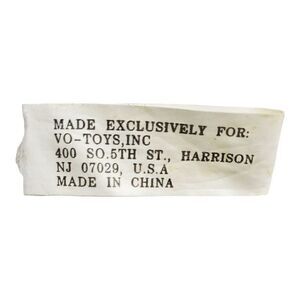 MADE EXCLUSIVELY FOR:
VO-TOYS,INC
400 SO.5TH ST., HARRISON
NJ 07029, U.S.A
MADE IN CHINA